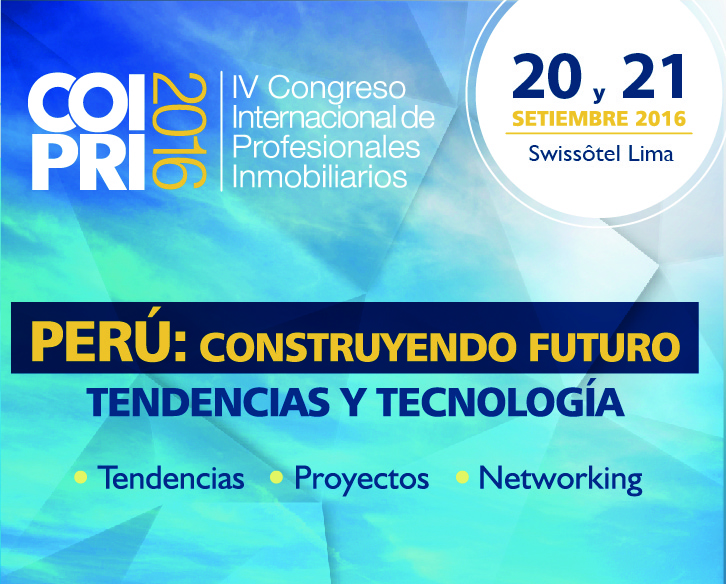 COI
PRI
2016
IV Congreso
Internacional de
Profesionales
Inmobiliarios
20 y 21
SETIEMBRE 2016
Swissôtel Lima
PERÚ: CONSTRUYENDO FUTURO
TENDENCIAS Y TECNOLOGÍA
• Tendencias • Proyectos • Networking